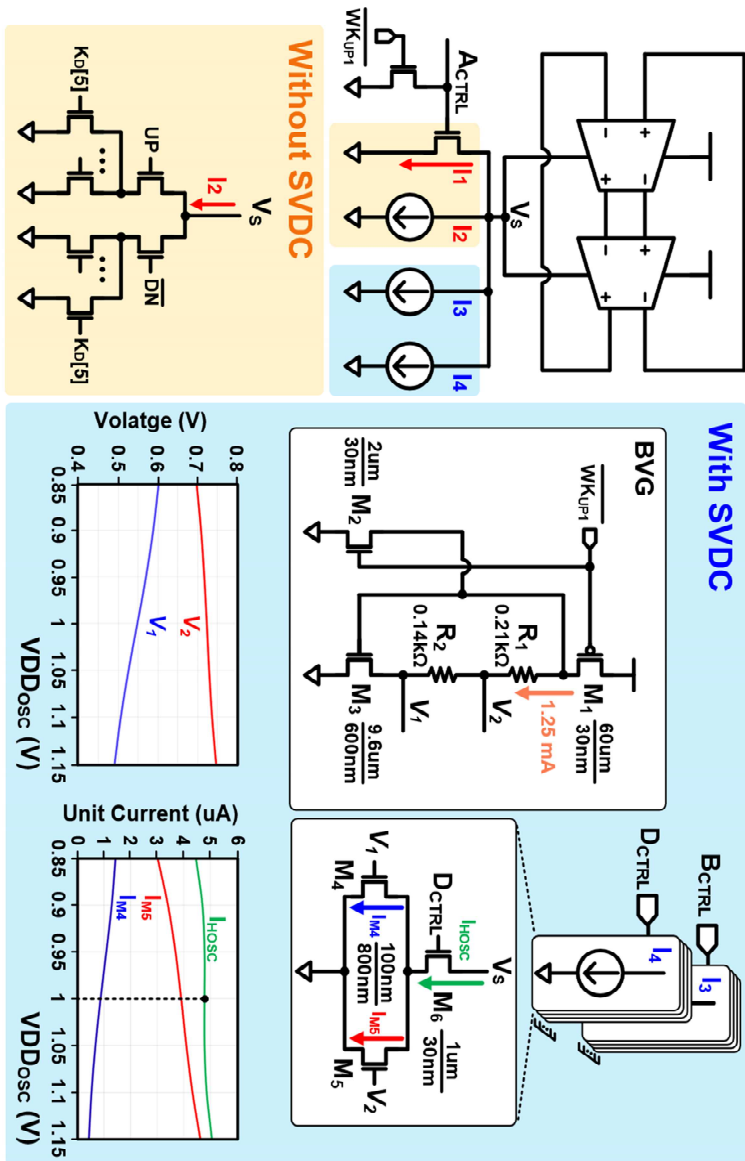 − + − +
+ − + −
Vs
ACTRL
WKUP1
I1 I2 I3 I4
Without SVDC
Vs
I2
UP DN
KD[5] ... ... KD[5]
With SVDC
BVG
WKUP1
M1 60um
30nm
1.25 mA
R1
0.21kΩ
V2
R2
0.14kΩ
V1
M2
2um
30nm
M3 9.6um
600nm
BCTRL
I3
DCTRL
I4
Vs
IHOSC
DCTRL
M6 1um
30nm
IM4
IM5
V1
V2
M4
100nm
800nm
M5
Volatge (V)
0.8
0.7
0.6
0.5
0.4
V2
V1
0.85 0.9 0.95 1 1.05 1.1 1.15
VDDOSC (V)
Unit Current (uA)
6
5
4
3
2
1
0
IHOSC
IM5
IM4
0.85 0.9 0.95 1 1.05 1.1 1.15
VDDOSC (V)